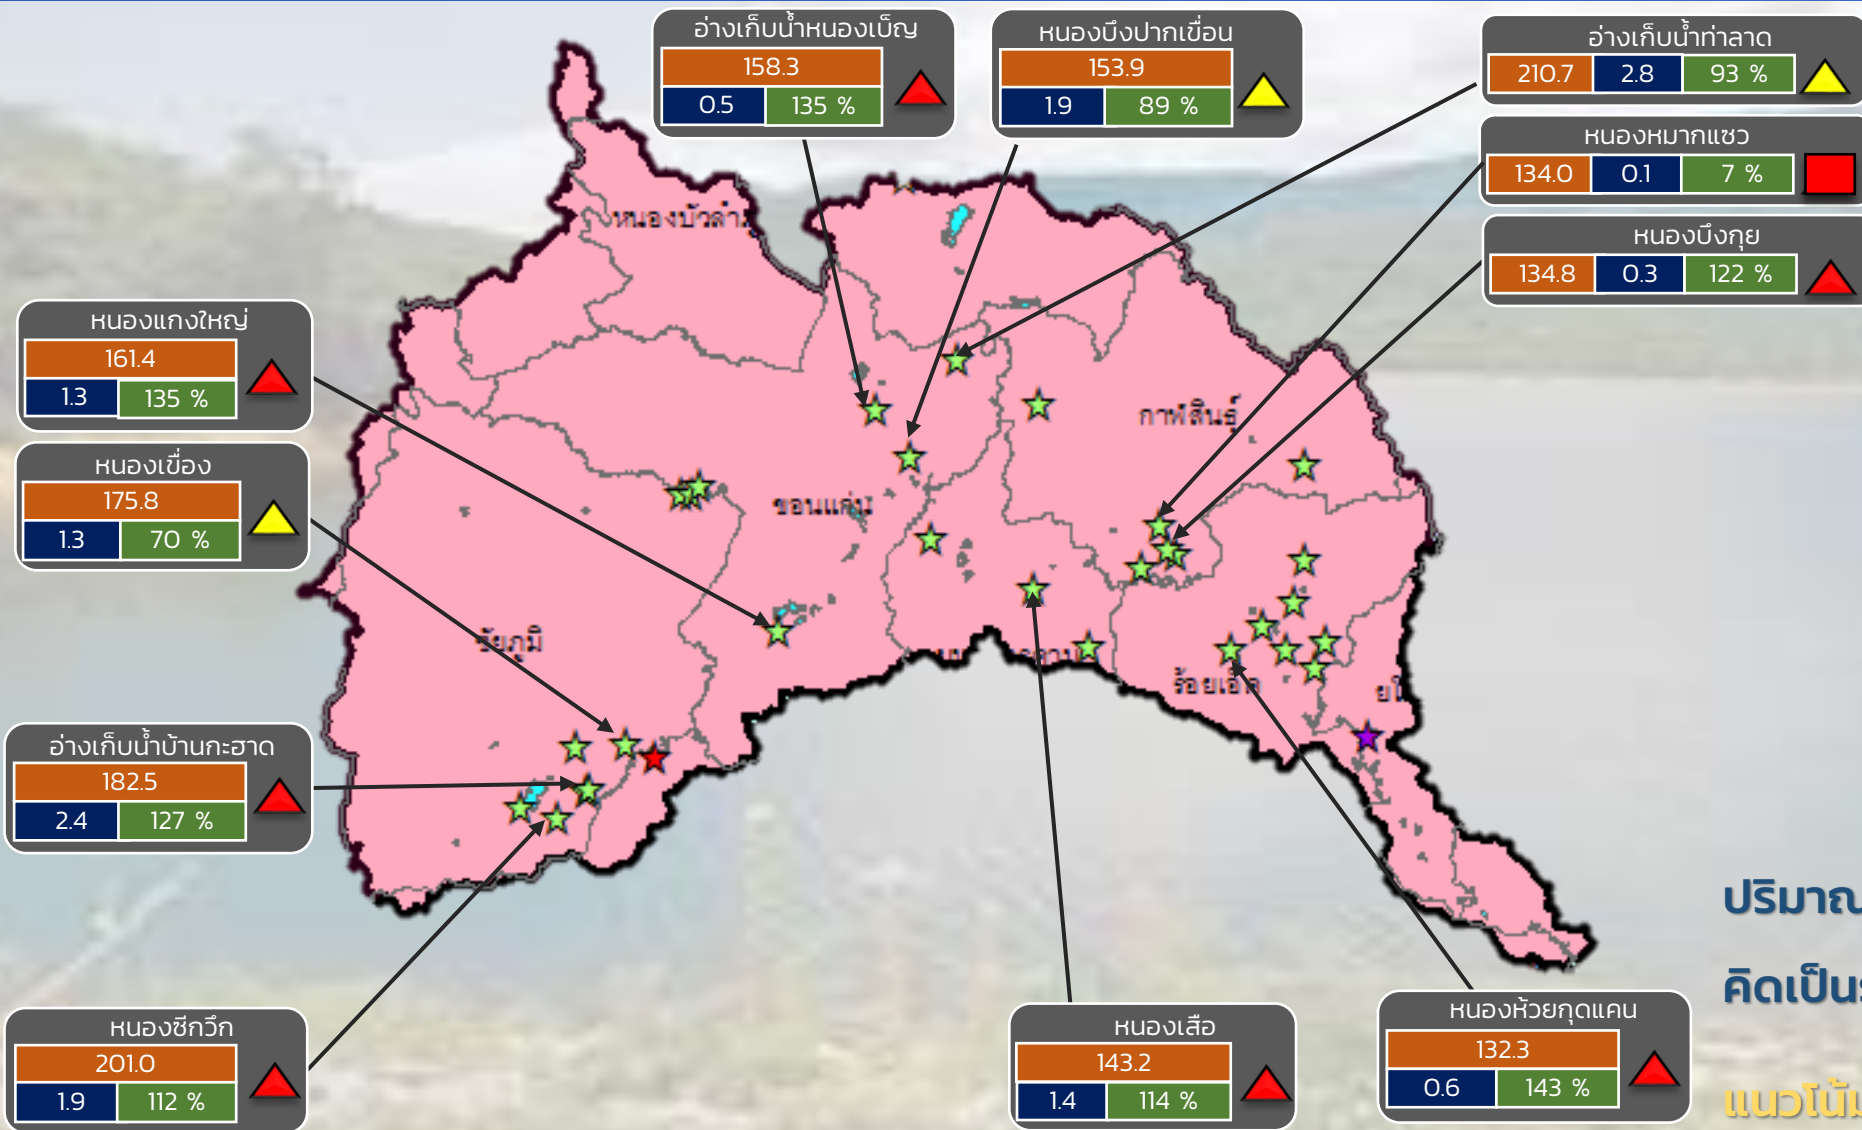 อ่างเก็บน้ำหนองเบ็ญ
158.3
0.5 135 %
หนองบึงปากเขื่อน
153.9
1.9 89 %
อ่างเก็บน้ำท่าลาด
210.7 2.8 93 %
หนองหมากแซว
134.0 0.1 7 %
หนองบึงกุย
134.8 0.3 122 %
หนองแกงใหญ่
161.4
1.3 135 %
หนองเขื่อง
175.8
1.3 70 %
อ่างเก็บน้ำบ้านกะฮาด
182.5
2.4 127 %
หนองซีกวึก
201.0
1.9 112 %
หนองเสือ
143.2
1.4 114 %
หนองห้วยกุดแคน
132.3
0.6 143 %
หนองบัวลำภู
กาฬสินธุ์
ขอนแก่น
ชัยภูมิ
ร้อยเอ็ด
ปริมาณ
คิดเป็น
แนวโน้ม